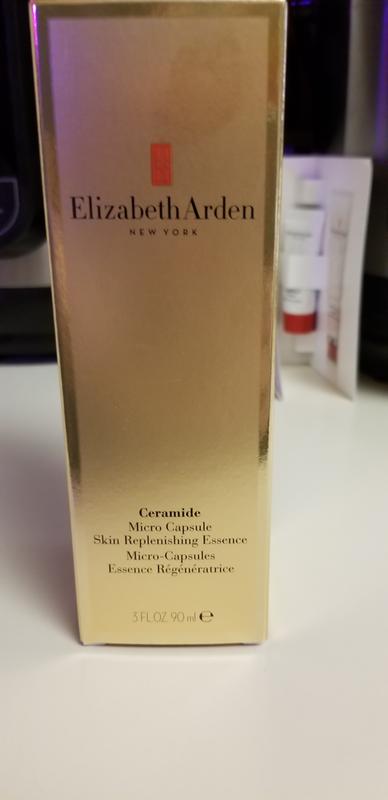 Elizabeth Arden
NEW YORK
Ceramide
Micro Capsule
Skin Replenishing Essence
Micro-Capsules
Essence Régénératrice
3 FL.OZ. 90 ml ℮